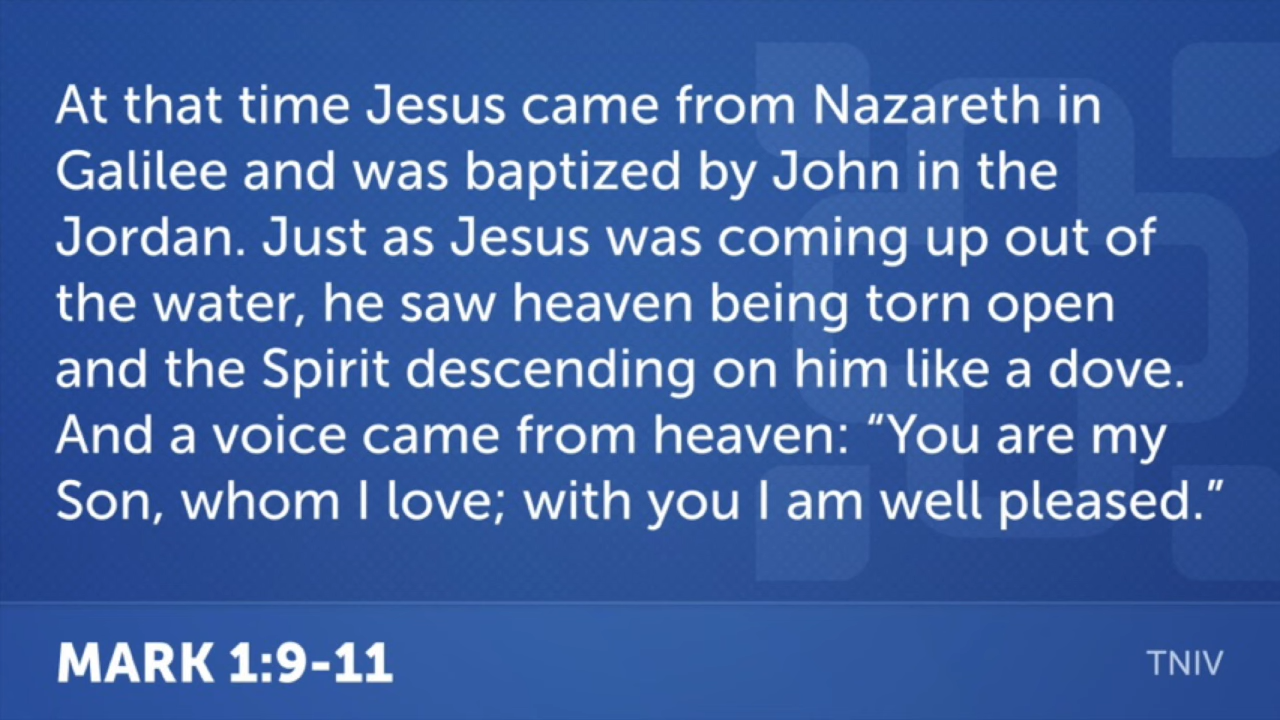 At that time Jesus came from Nazareth in
Galilee and was baptized by John in the
Jordan. Just as Jesus was coming up out of
the water, he saw heaven being torn open
and the Spirit descending on him like a dove.
And a voice came from heaven: “You are my
Son, whom I love; with you I am well pleased.”
MARK 1:9-11
TNIV